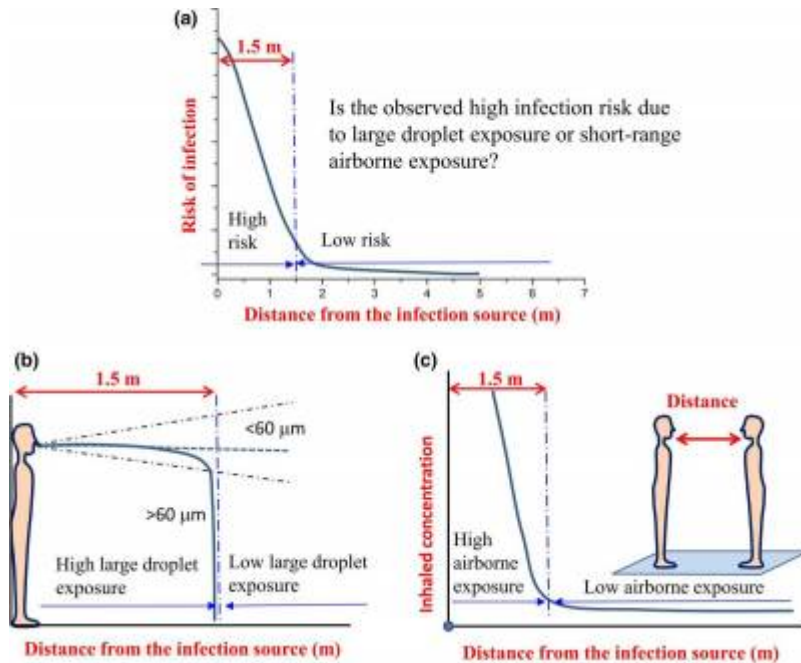 (a)
1.5 m
Is the observed high infection risk due
to large droplet exposure or short-range
airborne exposure?
Risk of infection
High
risk
Low risk
0 1 2 3 4 5 6 7
Distance from the infection source (m)
(b)
1.5 m
<60 μm
>60 μm
High large droplet
exposure
Low large droplet
exposure
Distance from the infection source (m)
(c)
1.5 m
Distance
Inhaled concentration
High
airborne
exposure
Low airborne exposure
Distance from the infection source (m)